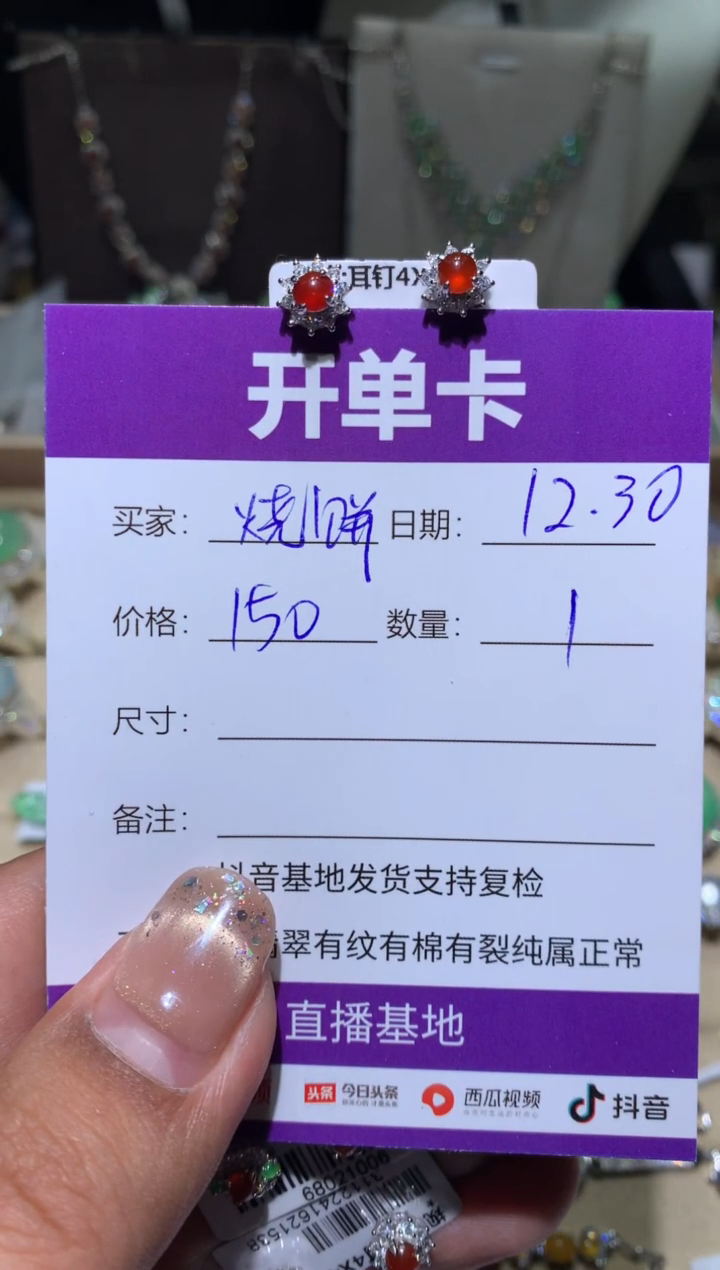 耳钉4X
开单卡
买家: 烧饼 日期: 12.30
价格: 150 数量: 1
尺寸:
备注:
抖音基地发货支持复检
翡翠有纹有棉有裂纯属正常
直播基地
头条 今日头条 西瓜视频 抖音